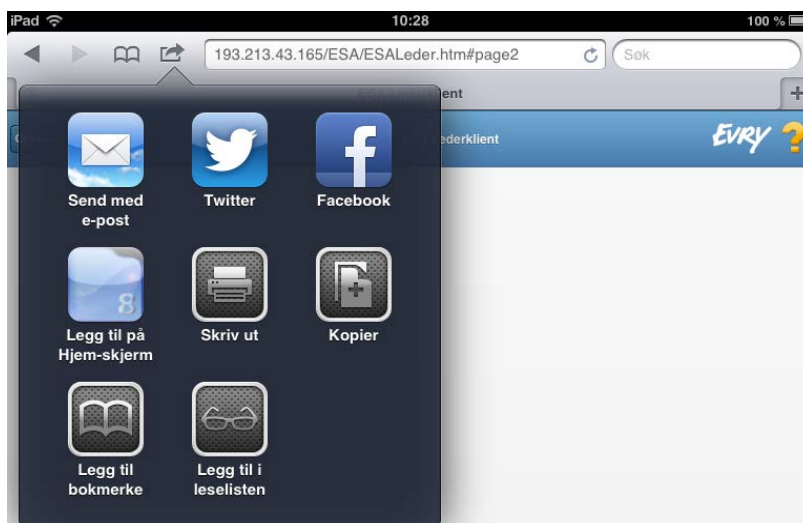 iPad 10:28 100 %
193.213.43.165/ESA/ESALeder.htm#page2 Søk
ent
ederklient EVRY ?
Send med
e-post
Twitter
Facebook
8
Legg til på
Hjem-skjerm
Skriv ut
Kopier
Legg til
bokmerke
Legg til i
leselisten